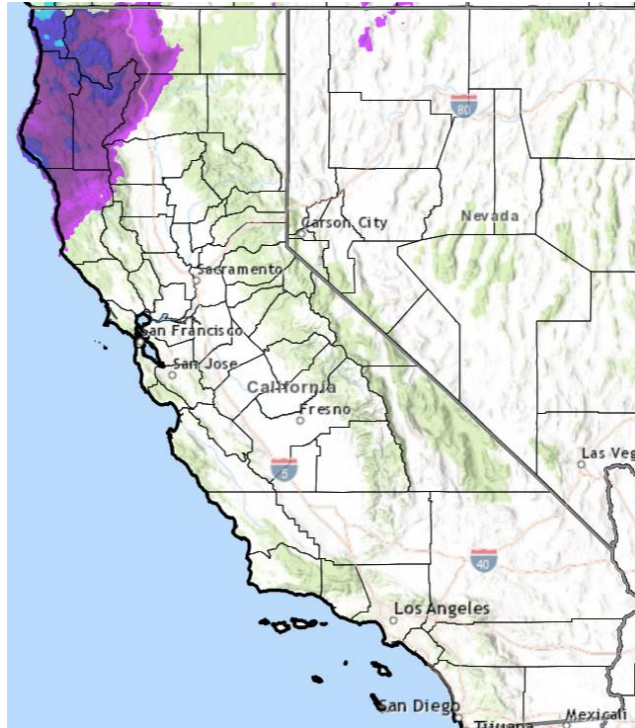 80
Carson City
Nevada
Sacramento
San Francisco
San Jose
California
Fresno
Las Veg
5
40
Los Angeles
San Diego
Mexicali
Tijuana